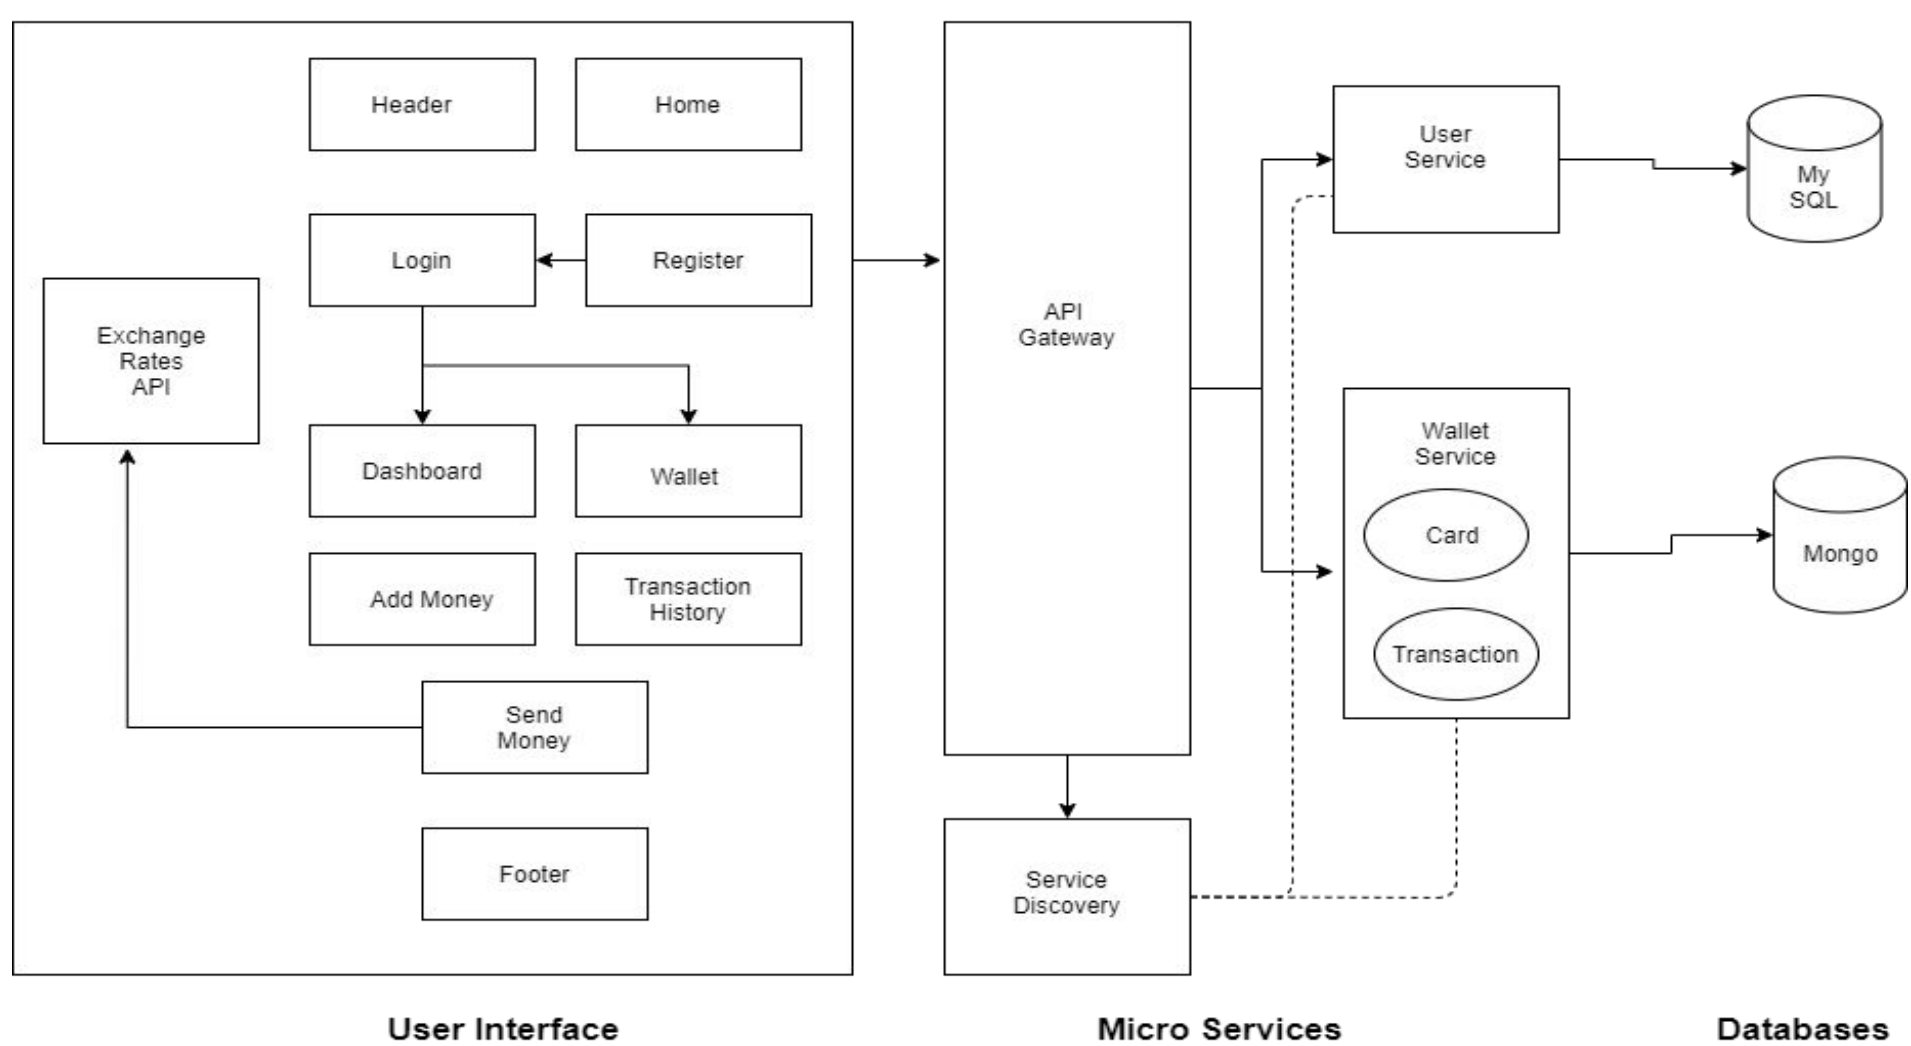 Header
Home
Login
Register
Exchange
Rates
API
Dashboard
Wallet
Add Money
Transaction
History
Send
Money
Footer
API
Gateway
Service
Discovery
User
Service
Wallet
Service
Card
Transaction
My
SQL
Mongo
User Interface
Micro Services
Databases